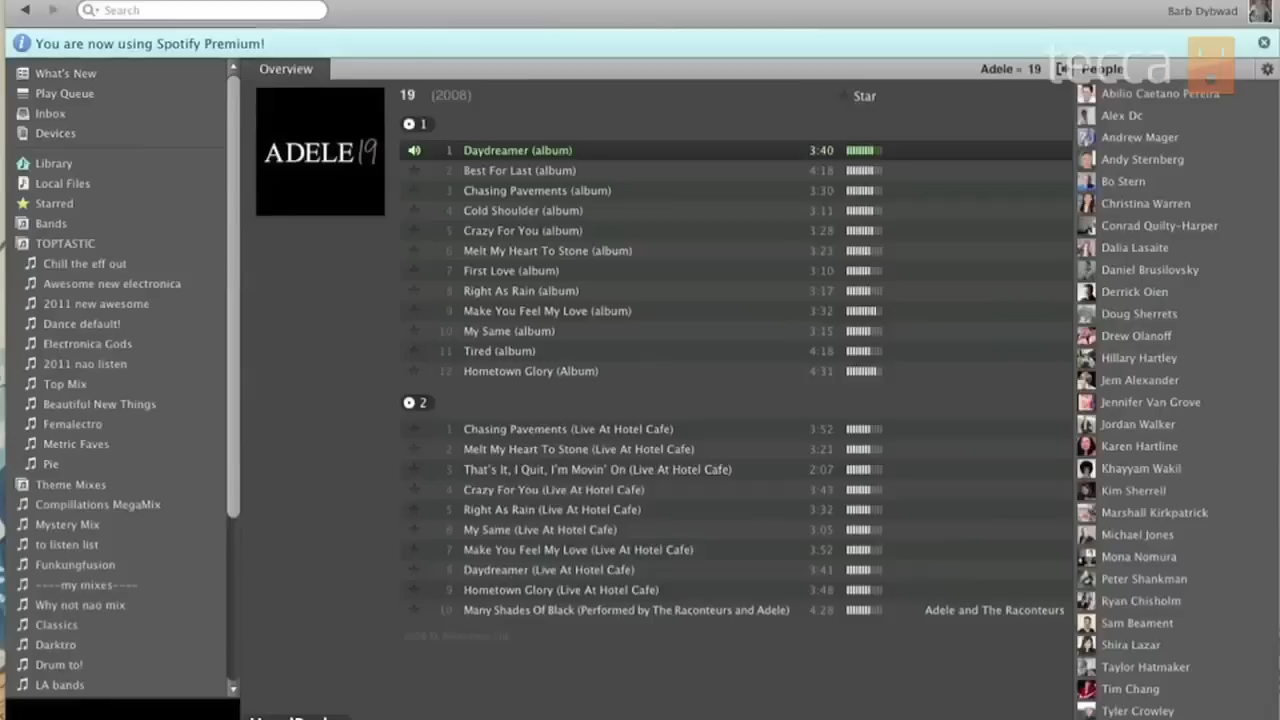 Search
Barb Dybwad
You are now using Spotify Premium!
tecca
What's New
Play Queue
Inbox
Devices
Library
Local Files
Starred
Bands
TOPTASTIC
Chill the eff out
Awesome new electronica
2011 new awesome
Dance default!
Electronica Gods
2011 nao listen
Top Mix
Beautiful New Things
Femalectro
Metric Faves
Pie
Theme Mixes
Compillations MegaMix
Mystery Mix
to listen list
Funkungfusion
----my mixes----
Why not nao mix
Classics
Darktro
Drum to!
LA bands
Overview
Adele – 19
ADELE 19
19 (2008)
Star
1
1 Daydreamer (album) 3:40
2 Best For Last (album) 4:18
3 Chasing Pavements (album) 3:30
4 Cold Shoulder (album) 3:11
5 Crazy For You (album) 3:28
6 Melt My Heart To Stone (album) 3:23
7 First Love (album) 3:10
8 Right As Rain (album) 3:17
9 Make You Feel My Love (album) 3:32
10 My Same (album) 3:15
11 Tired (album) 4:18
12 Hometown Glory (Album) 4:31
2
1 Chasing Pavements (Live At Hotel Cafe) 3:52
2 Melt My Heart To Stone (Live At Hotel Cafe) 3:21
3 That's It, I Quit, I'm Movin' On (Live At Hotel Cafe) 2:07
4 Crazy For You (Live At Hotel Cafe) 3:43
5 Right As Rain (Live At Hotel Cafe) 3:32
6 My Same (Live At Hotel Cafe) 3:05
7 Make You Feel My Love (Live At Hotel Cafe) 3:52
8 Daydreamer (Live At Hotel Cafe) 3:41
9 Hometown Glory (Live At Hotel Cafe) 3:48
10 Many Shades Of Black (Performed by The Raconteurs and Adele) 4:28 Adele and The Raconteurs
People
Abilio Caetano Pereira
Alex Dc
Andrew Mager
Andy Sternberg
Bo Stern
Christina Warren
Conrad Quilty-Harper
Dalia Lasaite
Daniel Brusilovsky
Derrick Oien
Doug Sherrets
Drew Olanoff
Hillary Hartley
Jem Alexander
Jennifer Van Grove
Jordan Walker
Karen Hartline
Khayyam Wakil
Kim Sherrell
Marshall Kirkpatrick
Michael Jones
Mona Nomura
Peter Shankman
Ryan Chisholm
Sam Beament
Shira Lazar
Taylor Hatmaker
Tim Chang
Tyler Crowley